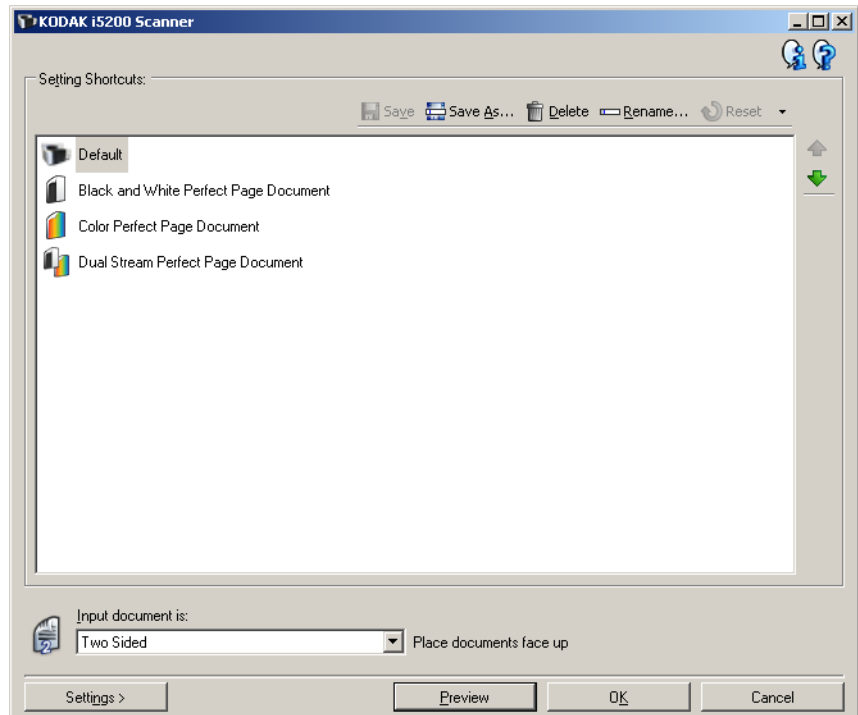 KODAK i5200 Scanner
Setting Shortcuts:
Save Save As... Delete Rename... Reset
Default
Black and White Perfect Page Document
Color Perfect Page Document
Dual Stream Perfect Page Document
Input document is:
2 Two Sided Place documents face up
Settings > Preview OK Cancel